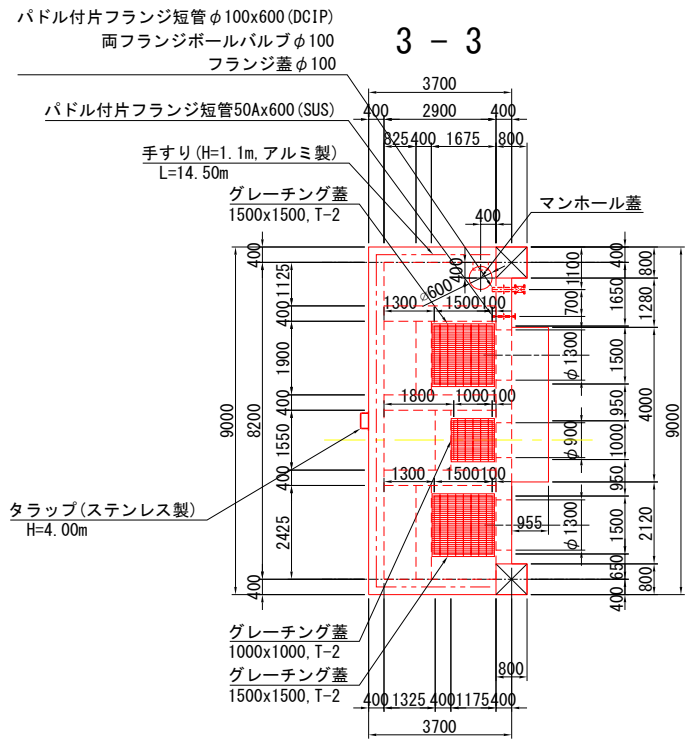 パドル付片フランジ短管φ100x600(DCIP)
両フランジボールバルブφ100
フランジ蓋φ100
3 - 3
3700
パドル付片フランジ短管50Ax600(SUS)
400 2900 400
825 400 1675 800
手すり(H=1.1m,アルミ製)
L=14.50m
グレーチング蓋
1500x1500,T-2
マンホール蓋
400
400
1125
400
φ600
1100
400
800
1300 1500 100
700
1650
1280
1900
φ1300
1500
400
1800 1000 100
950
9000
8200
1550
φ900
1000
4000
9000
400
1300 1500 100
950
タラップ(ステンレス製)
H=4.00m
2425
955
φ1300
1500
2120
650
400
400
800
グレーチング蓋
1000x1000,T-2
グレーチング蓋
1500x1500,T-2
800
400 1325 400 1175 400
3700